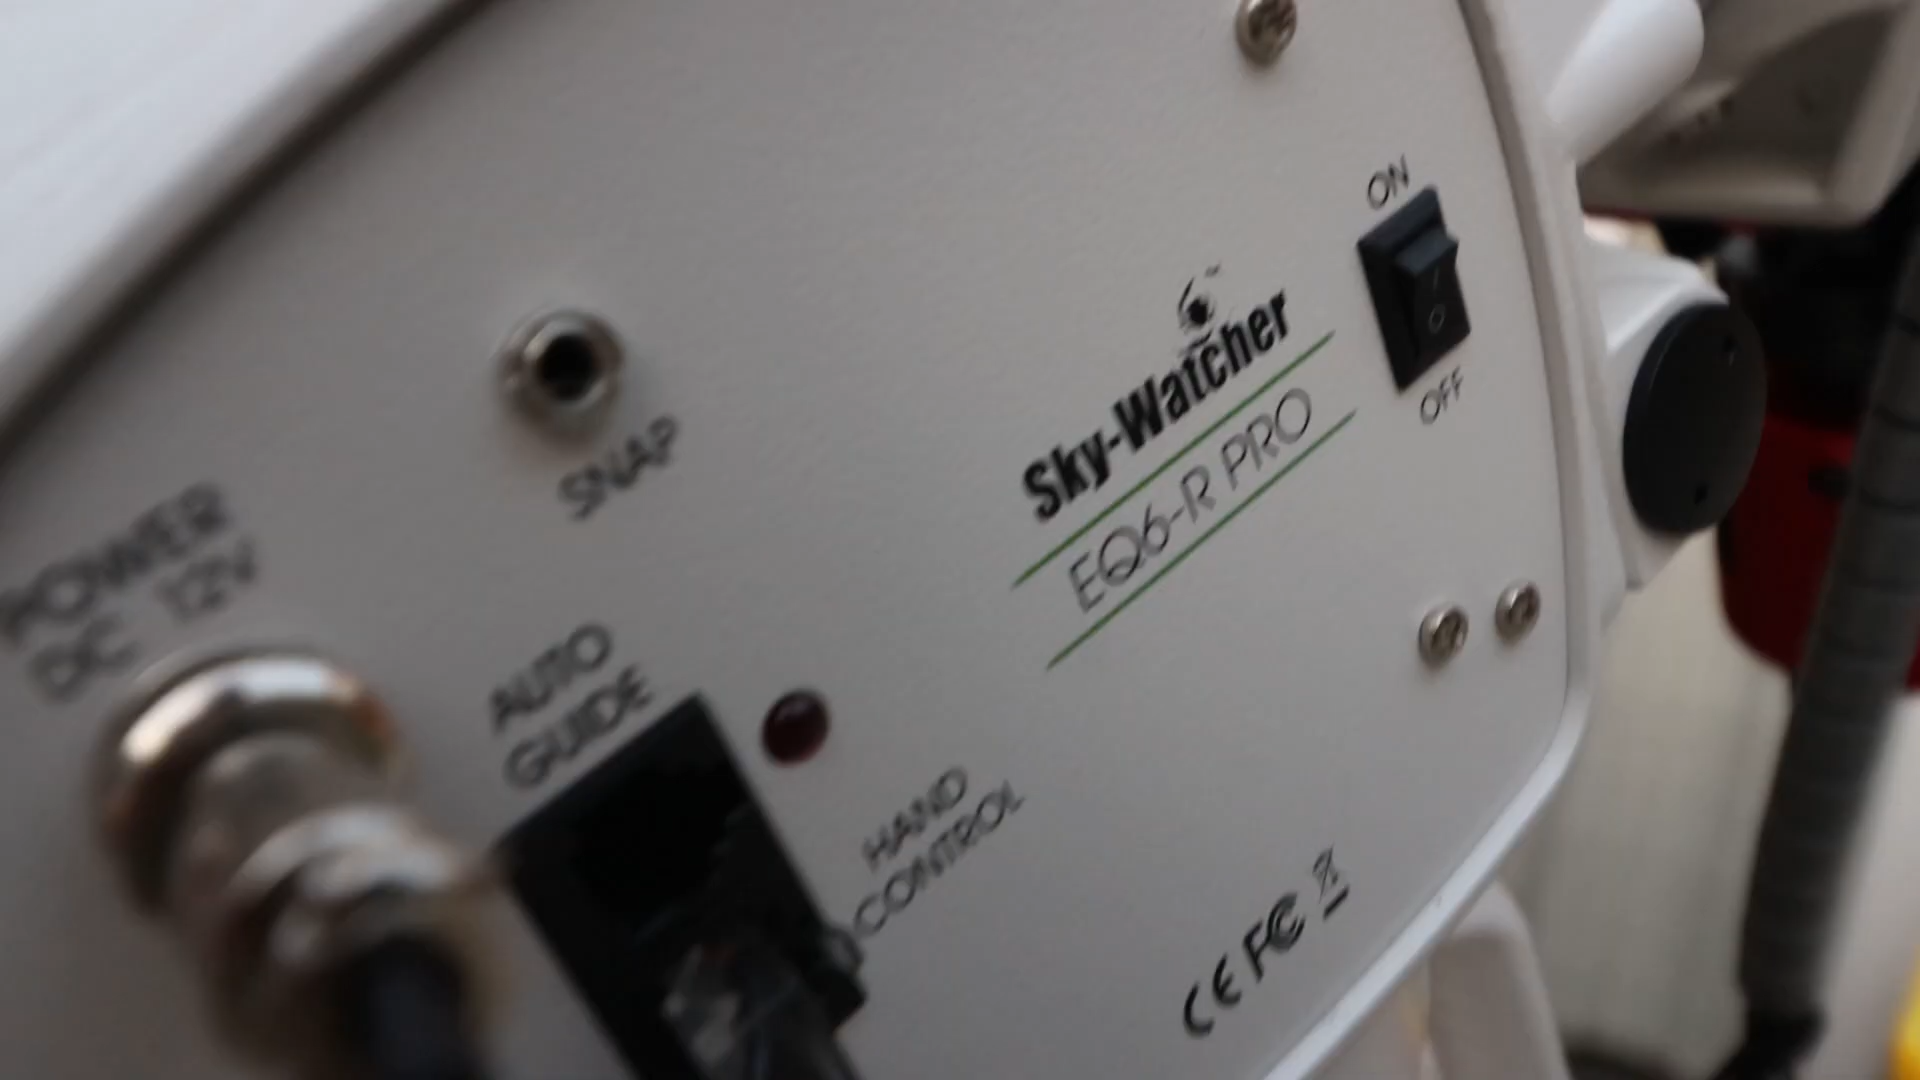 ON
OFF
Sky-Watcher
EQ6-R PRO
SNAP
POWER
DC 12V
AUTO
GUIDE
HAND
CONTROL
CE FC